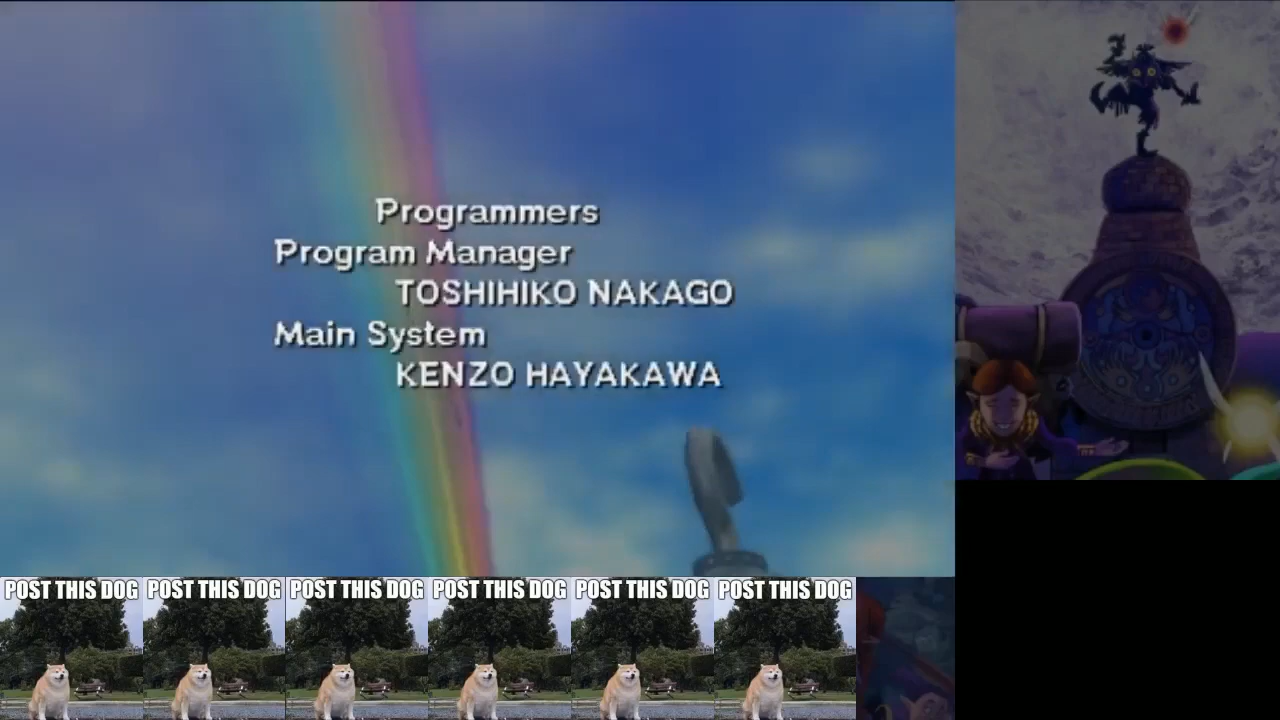 Programmers
Program Manager
TOSHIHIKO NAKAGO
Main System
KENZO HAYAKAWA
POST THIS DOG
POST THIS DOG
POST THIS DOG
POST THIS DOG
POST THIS DOG
POST THIS DOG